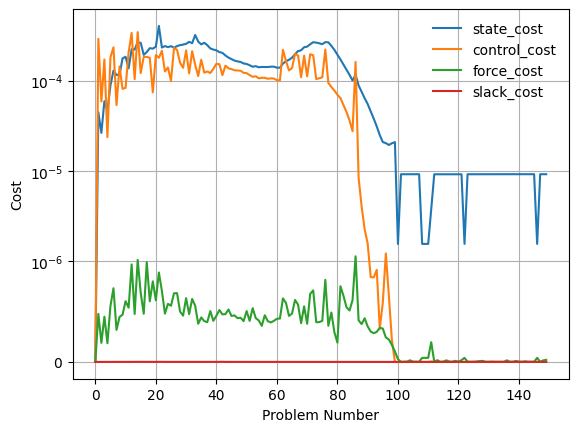 state_cost
control_cost
force_cost
slack_cost
10⁻⁴
10⁻⁵
10⁻⁶
0
Cost
0 20 40 60 80 100 120 140
Problem Number